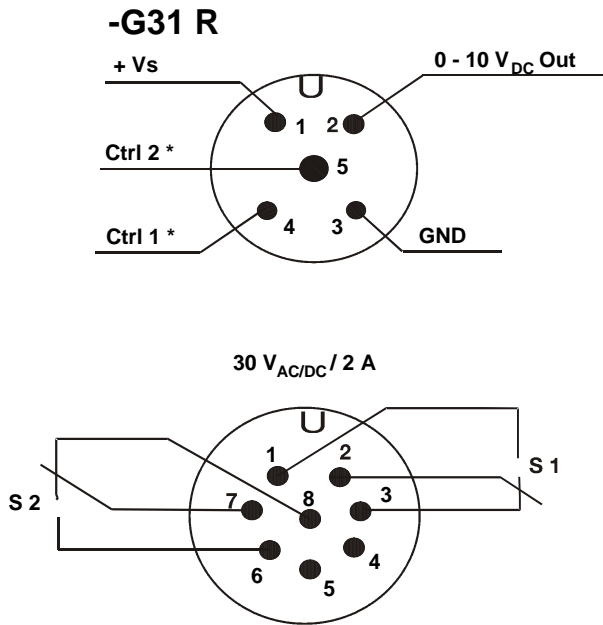 -G31 R
+ Vs
0 - 10 VDC Out
1
2
Ctrl 2 *
5
4
3
Ctrl 1 *
GND
30 VAC/DC / 2 A
1
2
S 1
S 2
7
8
3
6
5
4